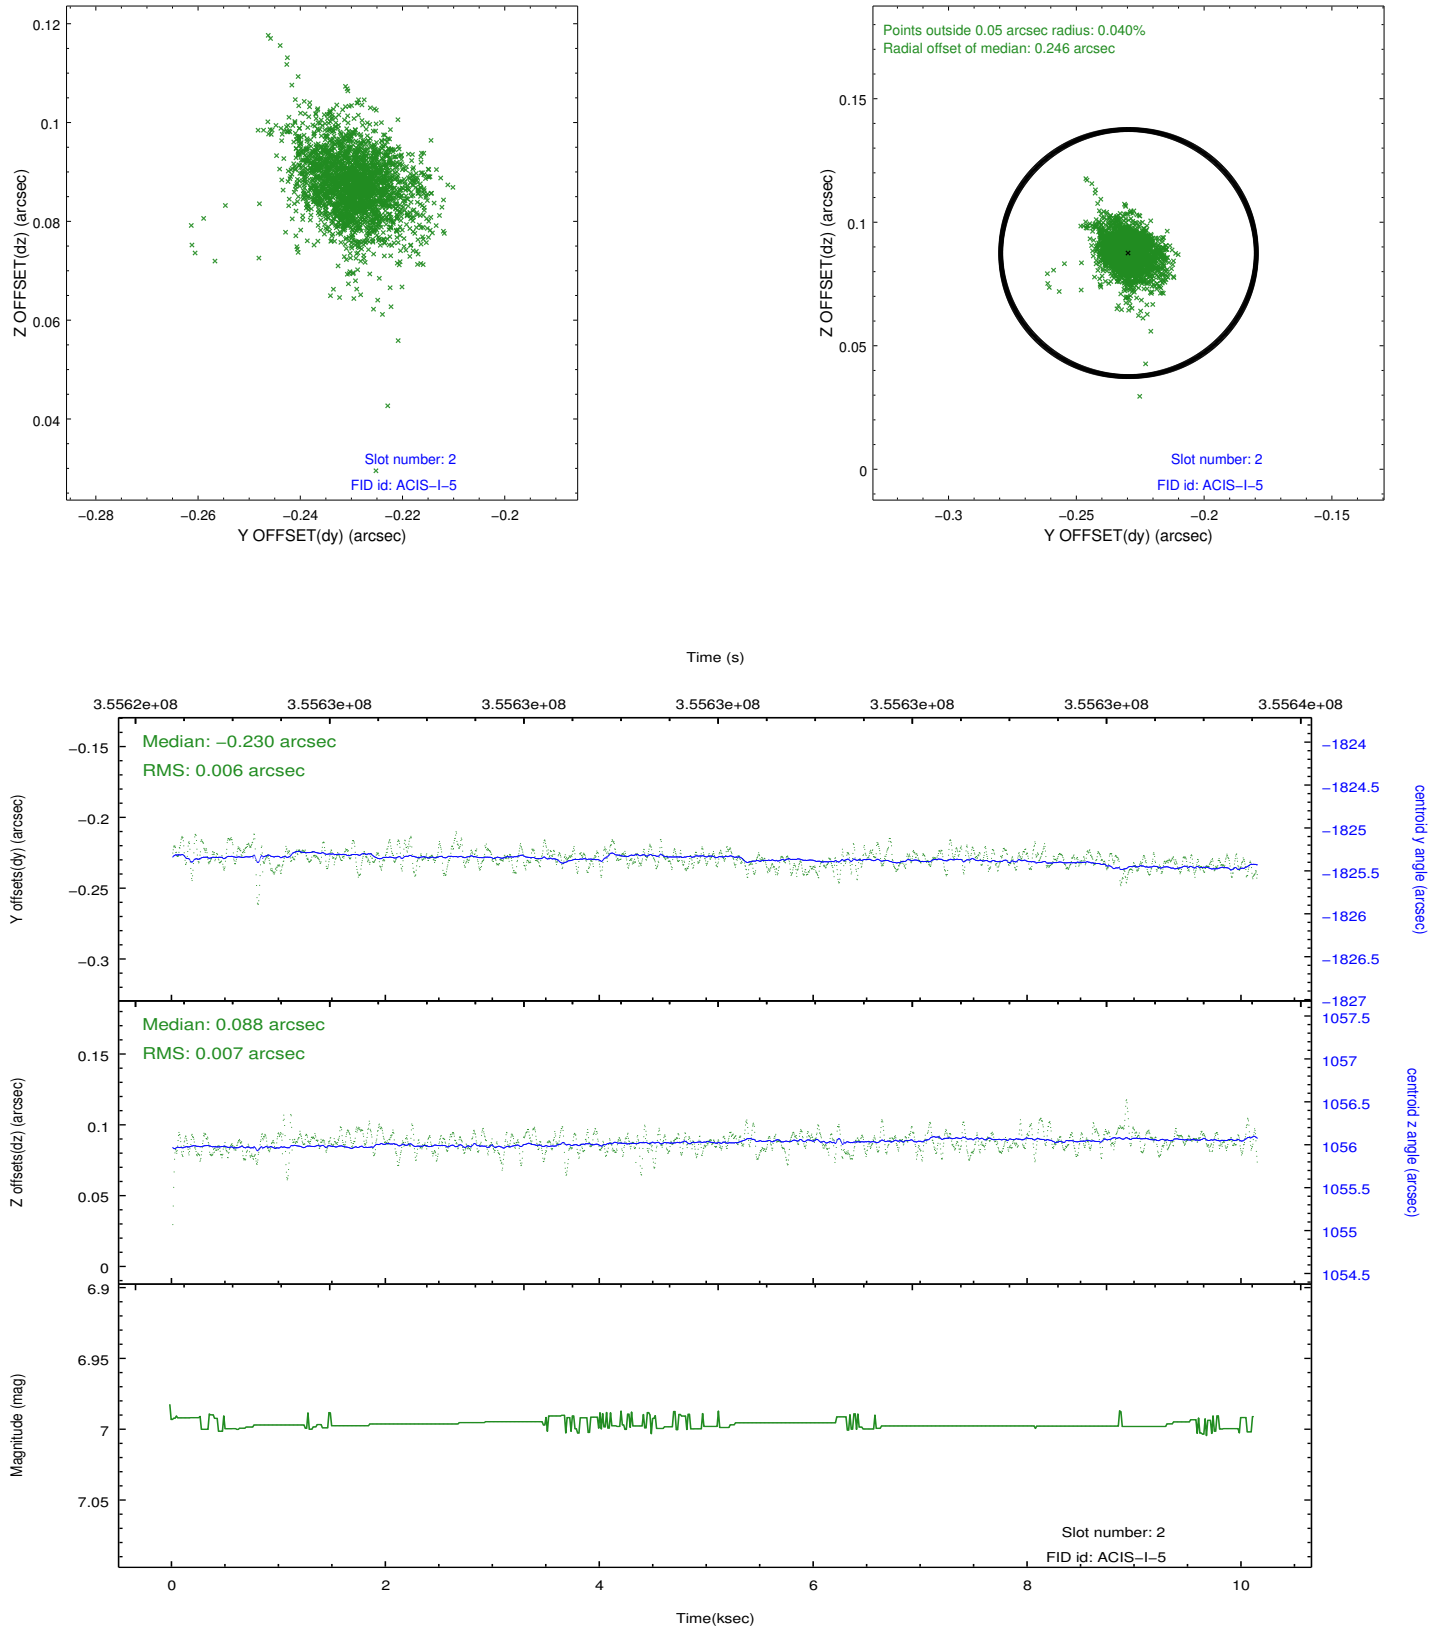 0.12
0.1
0.08
0.06
0.04
Z OFFSET(dz) (arcsec)
Slot number: 2
FID id: ACIS−I−5
−0.28
−0.26
−0.24
−0.22
−0.2
Y OFFSET(dy) (arcsec)
Points outside 0.05 arcsec radius: 0.040%
Radial offset of median: 0.246 arcsec
0.15
0.1
0.05
0
Z OFFSET(dz) (arcsec)
Slot number: 2
FID id: ACIS−I−5
−0.3
−0.25
−0.2
−0.15
Y OFFSET(dy) (arcsec)
Time (s)
3.5562e+08
3.5563e+08
3.5563e+08
3.5563e+08
3.5563e+08
3.5563e+08
3.5564e+08
Median: −0.230 arcsec
RMS: 0.006 arcsec
−0.15
−0.2
−0.25
−0.3
Y offsets(dy) (arcsec)
−1824
−1824.5
−1825
−1825.5
−1826
−1826.5
−1827
centroid y angle (arcsec)
Median: 0.088 arcsec
RMS: 0.007 arcsec
0.15
0.1
0.05
0
Z offsets(dz) (arcsec)
1057.5
1057
1056.5
1056
1055.5
1055
1054.5
centroid z angle (arcsec)
6.9
6.95
7
7.05
Magnitude (mag)
Slot number: 2
FID id: ACIS−I−5
0
2
4
6
8
10
Time(ksec)